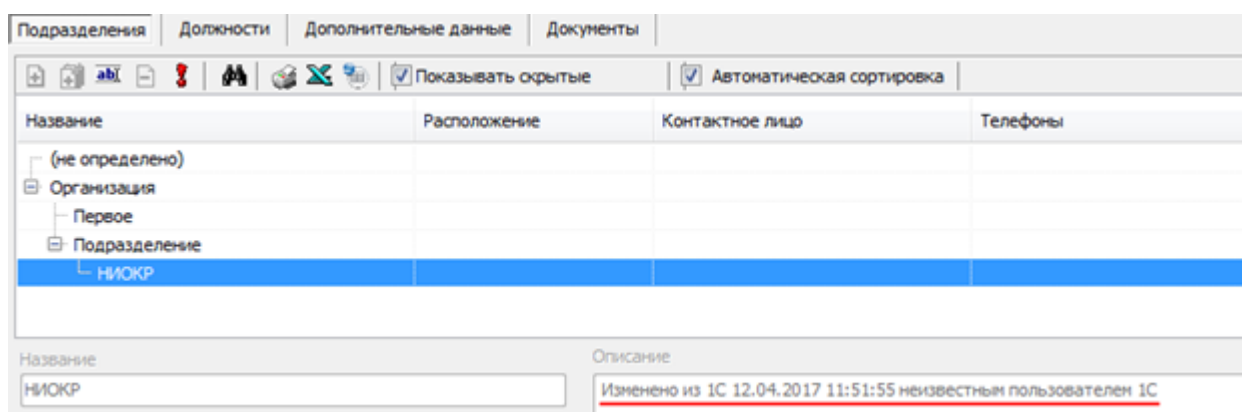 Подразделения Должности Дополнительные данные Документы
abl Показывать скрытые Автоматическая сортировка
Название Расположение Контактное лицо Телефоны
(не определено)
Организация
Первое
Подразделение
НИОКР
Название Описание
НИОКР Изменено из 1С 12.04.2017 11:51:55 неизвестным пользователем 1С